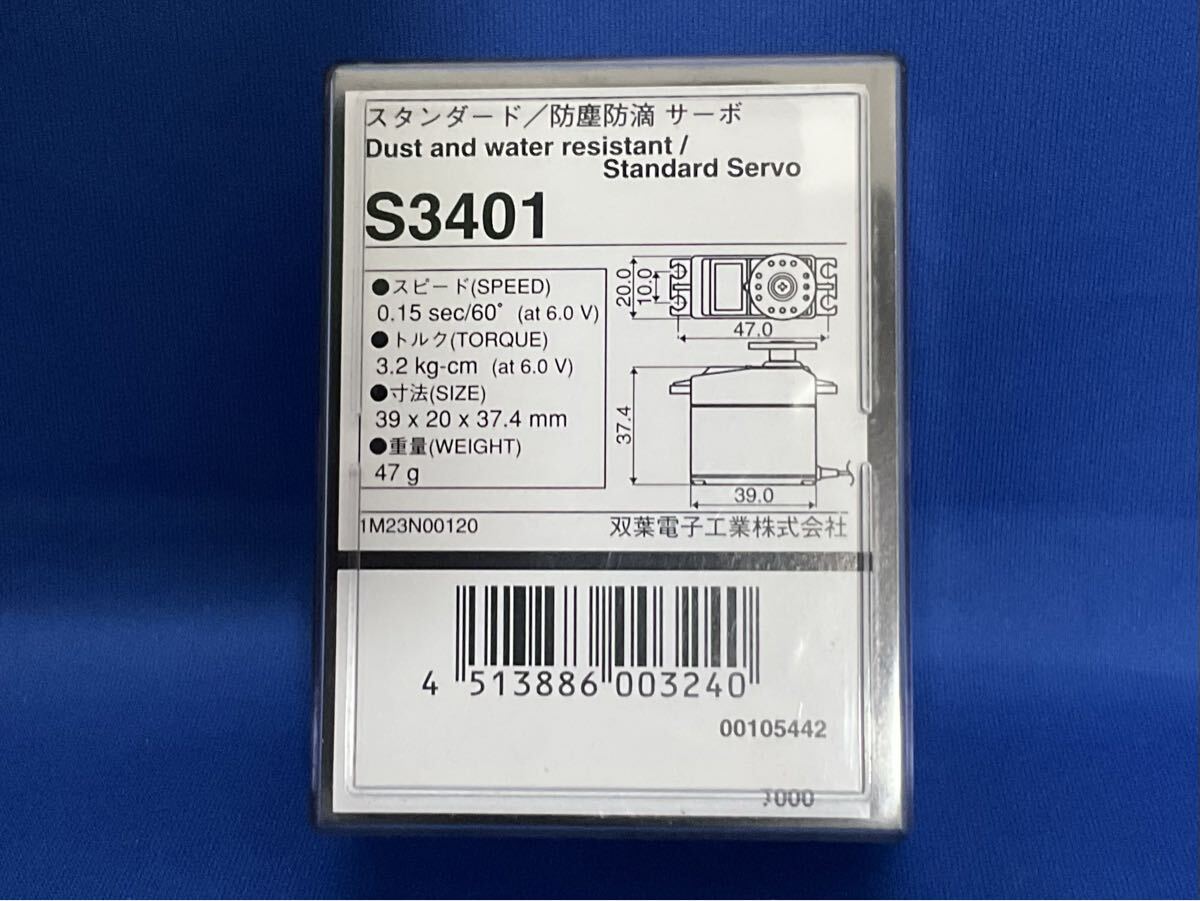 スタンダード／防塵防滴 サーボ
Dust and water resistant /
Standard Servo
S3401
●スピード(SPEED)
0.15 sec/60° (at 6.0 V)
●トルク(TORQUE)
3.2 kg-cm (at 6.0 V)
●寸法(SIZE)
39 x 20 x 37.4 mm
●重量(WEIGHT)
47 g
20.0
10.0
47.0
37.4
39.0
1M23N00120
双葉電子工業株式会社
4 513886 003240
00105442